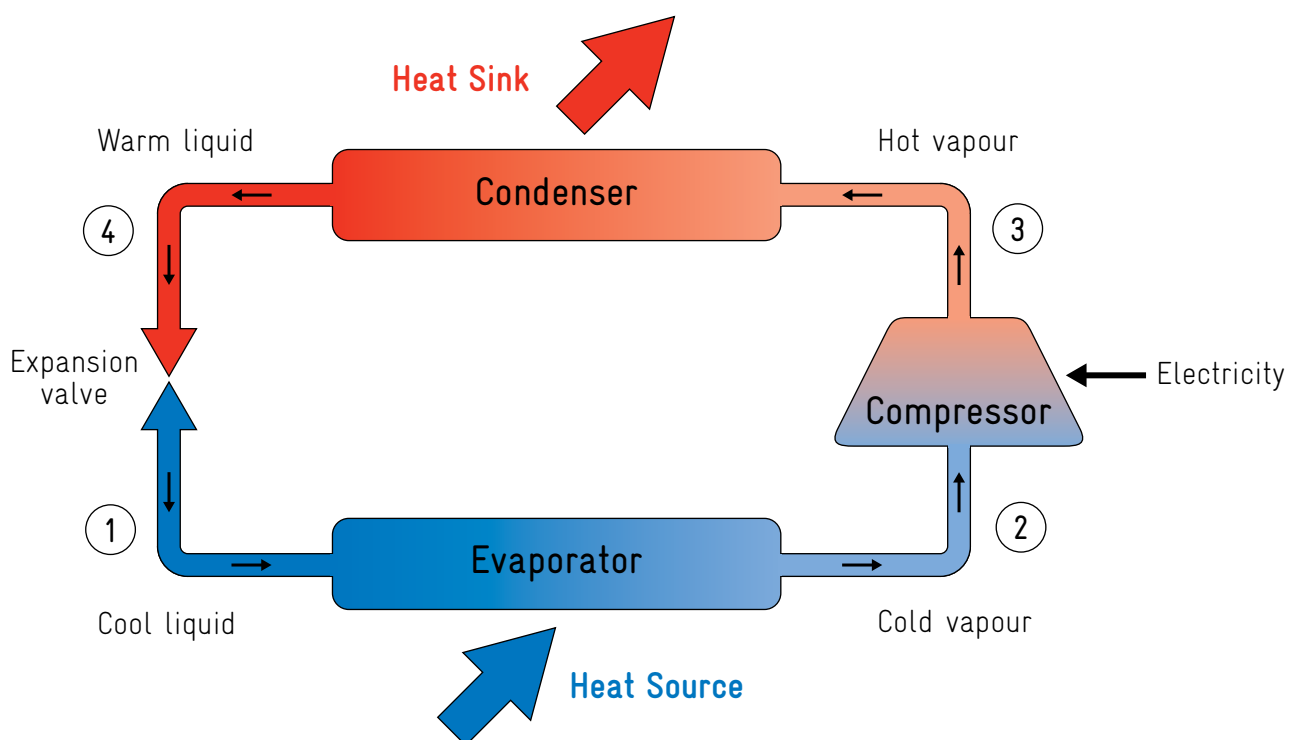 Heat Sink
Warm liquid
Hot vapour
Condenser
4
3
Expansion
valve
Electricity
Compressor
1
2
Evaporator
Cool liquid
Cold vapour
Heat Source